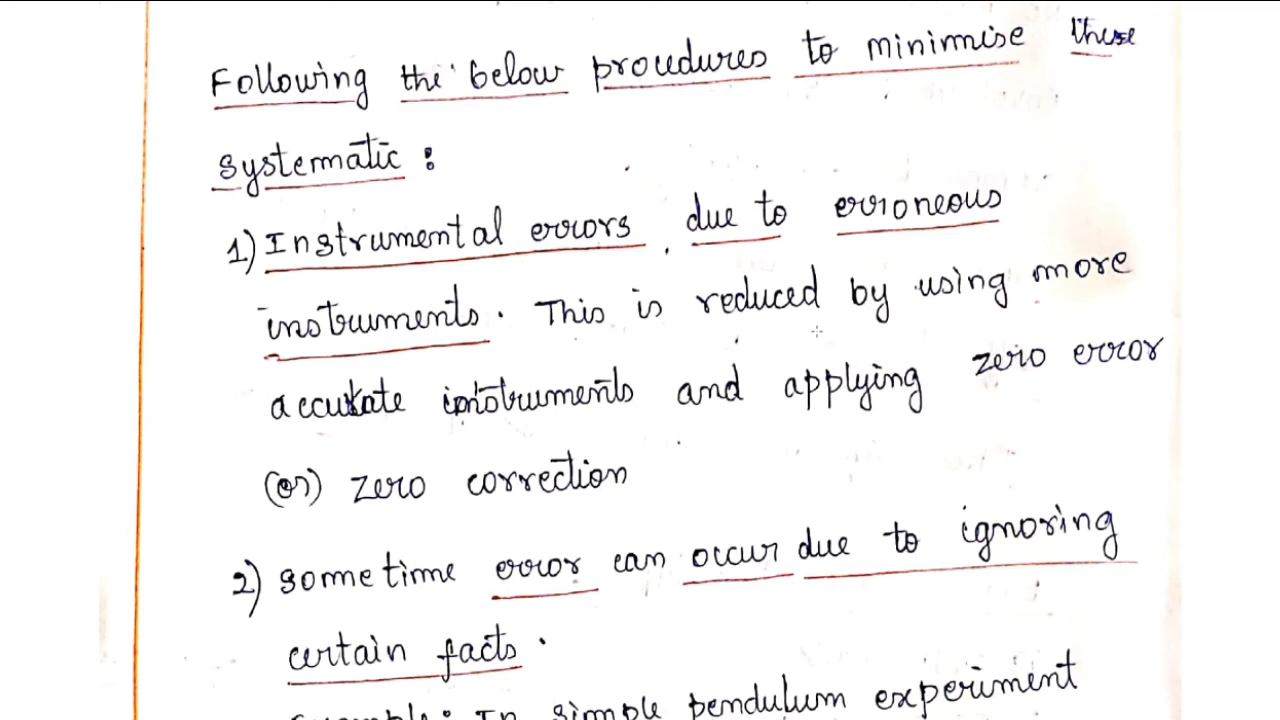 Following the below procedures to minimise these
systematic :
1) Instrumental errors, due to erroneous
instruments. This is reduced by using more
accurate instruments and applying zero error
(or) zero correction
2) sometime error can occur due to ignoring
certain facts.
Example: In simple pendulum experiment